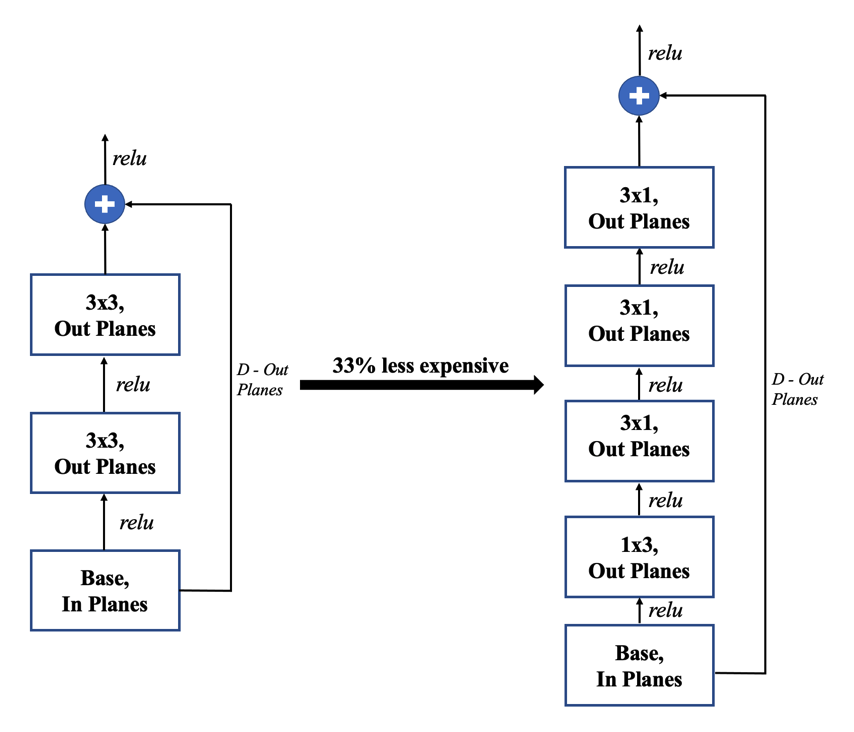 relu
3x3,
Out Planes
relu
3x3,
Out Planes
relu
Base,
In Planes
D - Out
Planes
33% less expensive
relu
3x1,
Out Planes
relu
3x1,
Out Planes
relu
3x1,
Out Planes
relu
1x3,
Out Planes
relu
Base,
In Planes
D - Out
Planes